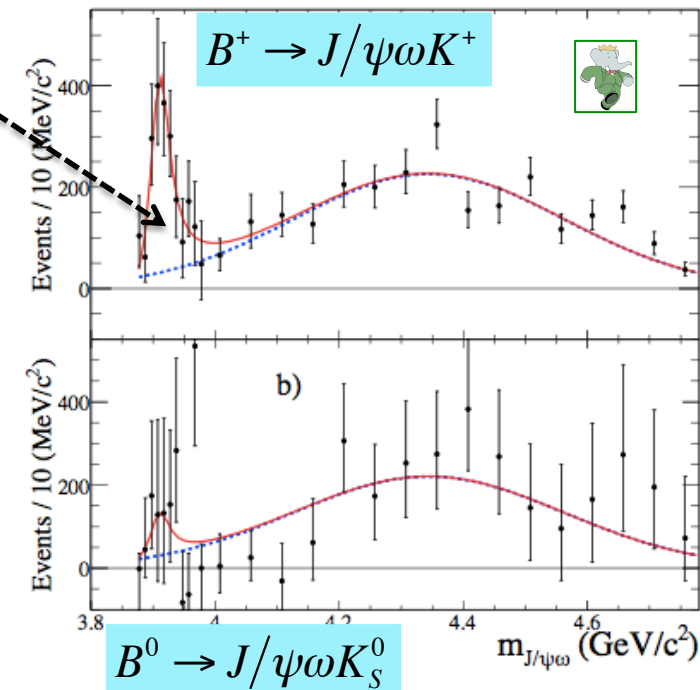 B⁺ → J/ψωK⁺
Events / 10 (MeV/c²)
400
200
0
b)
Events / 10 (MeV/c²)
400
200
0
3.8 4 4.2 4.4 4.6
m_{J/ψω} (GeV/c²)
B⁰ → J/ψωK⁰_S